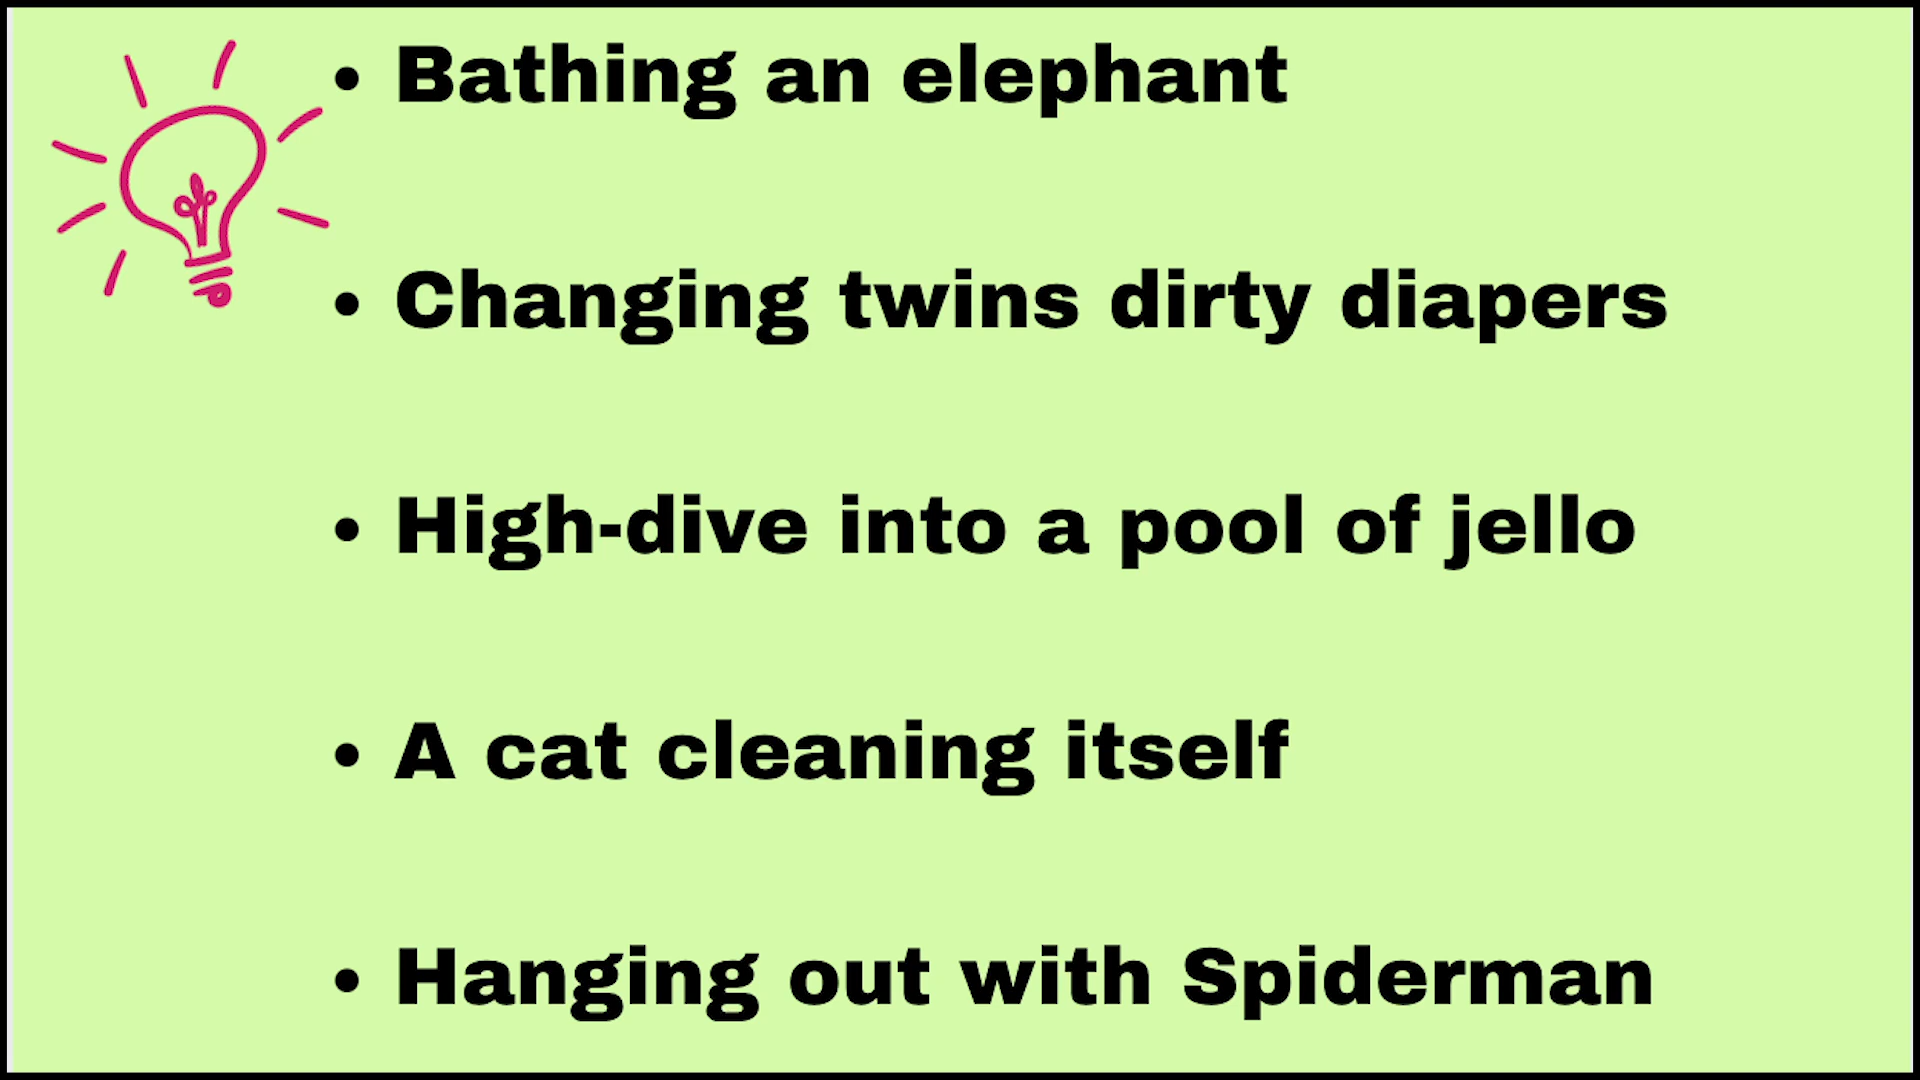 • Bathing an elephant
• Changing twins dirty diapers
• High-dive into a pool of jello
• A cat cleaning itself
• Hanging out with Spiderman